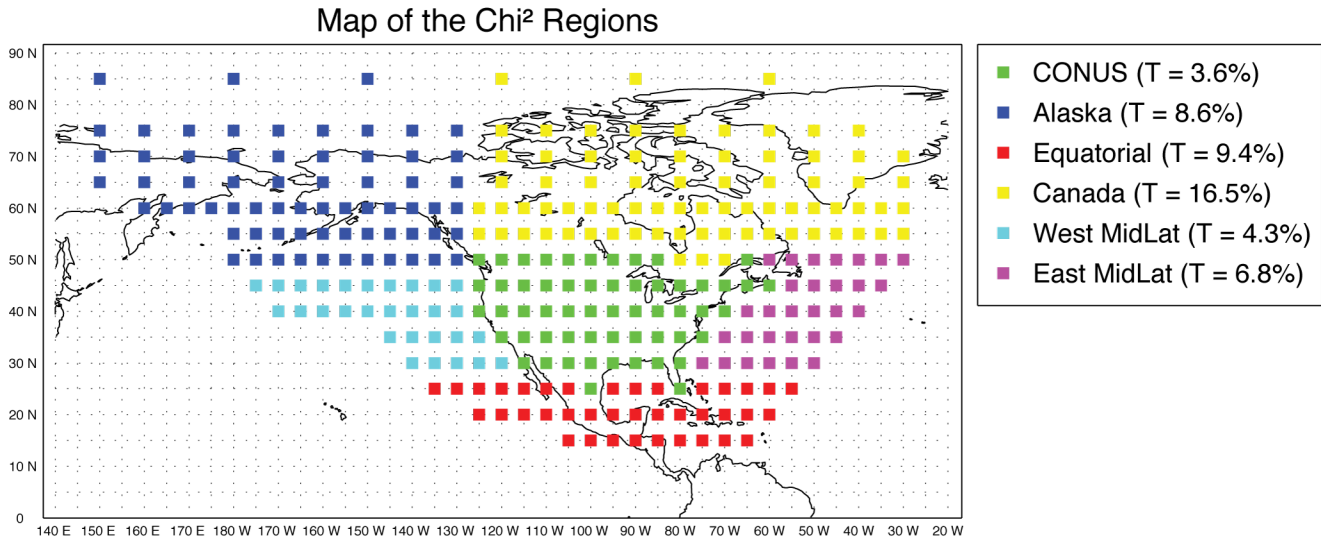 Map of the Chi² Regions
90 N
80 N
70 N
60 N
50 N
40 N
30 N
20 N
10 N
0
140 E 150 E 160 E 170 E 180 W 170 W 160 W 150 W 140 W 130 W 120 W 110 W 100 W 90 W 80 W 70 W 60 W 50 W 40 W 30 W 20 W
CONUS (T = 3.6%)
Alaska (T = 8.6%)
Equatorial (T = 9.4%)
Canada (T = 16.5%)
West MidLat (T = 4.3%)
East MidLat (T = 6.8%)